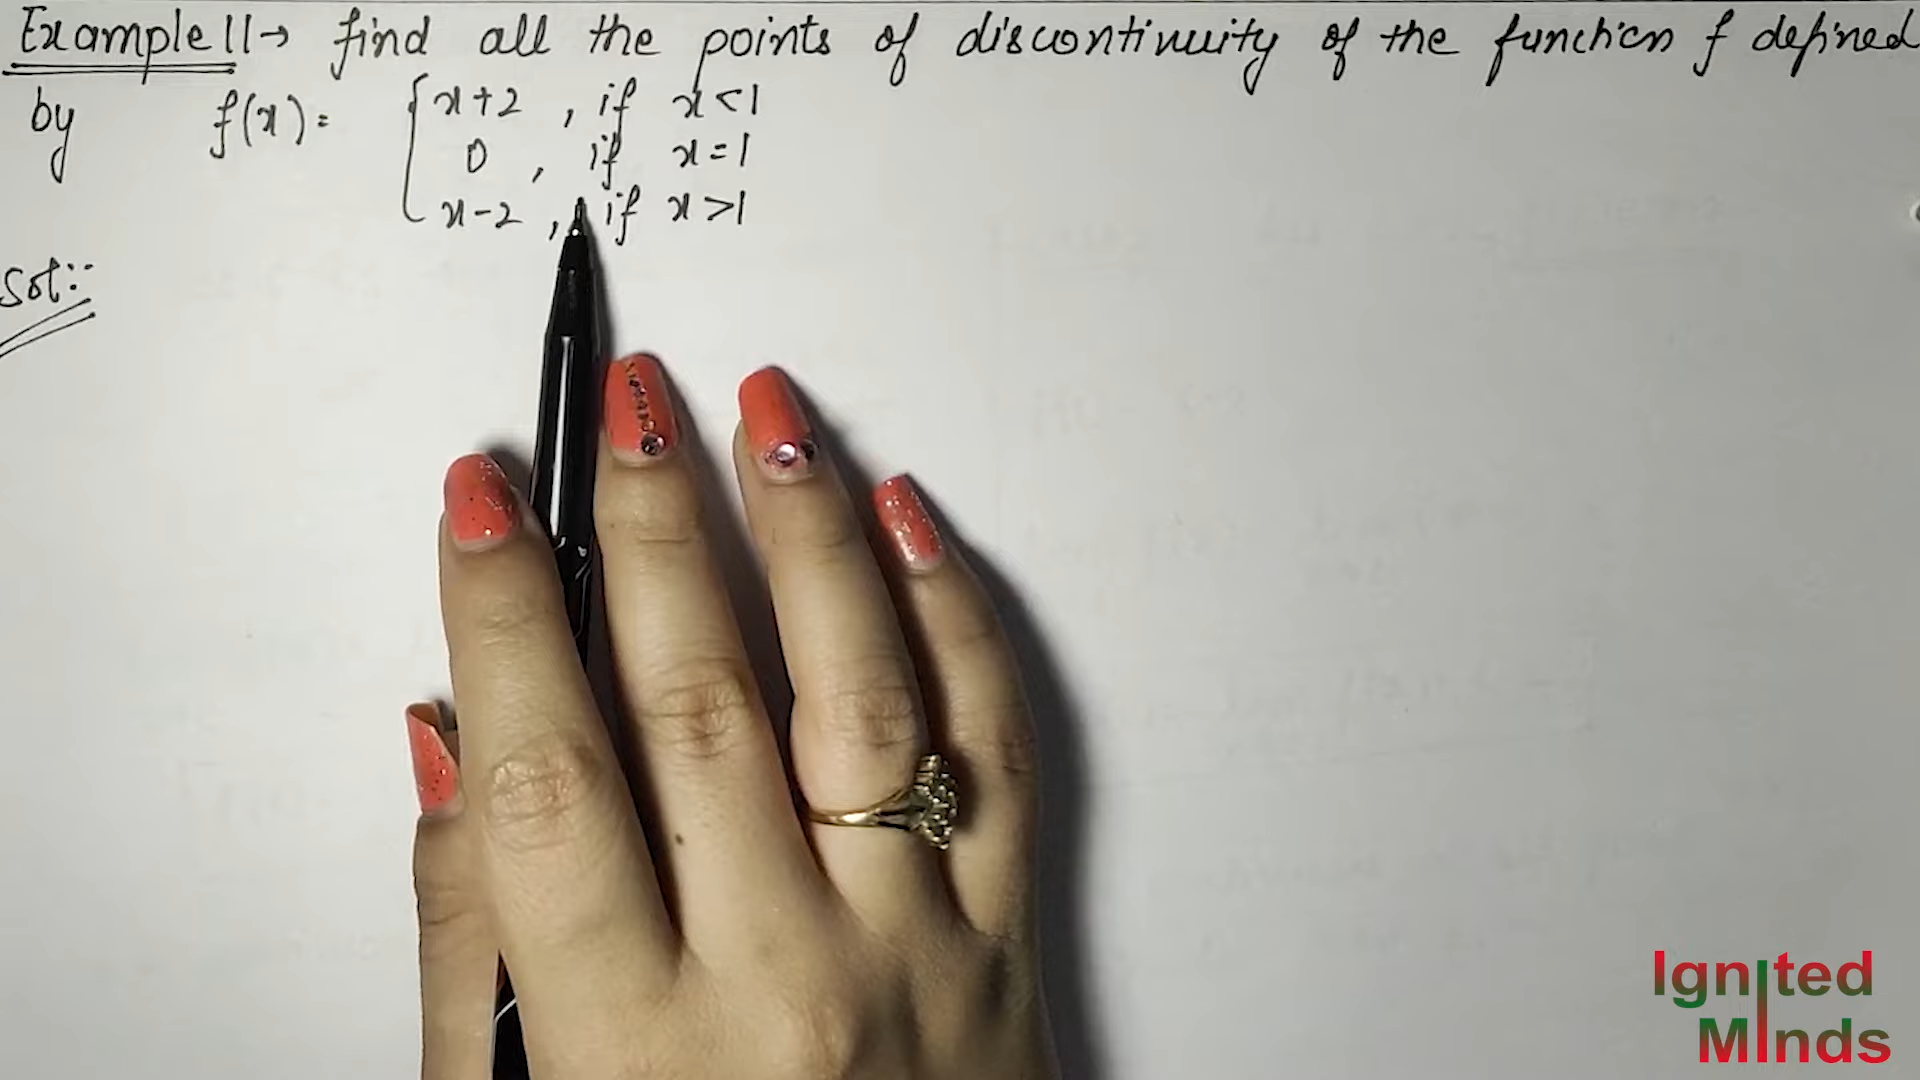 Example 11→ find all the points of discontinuity of the function f defined
by f(x)= { x+2 , if x<1
0 , if x=1
x-2 , if x>1
Sol:-
Ignited
Minds